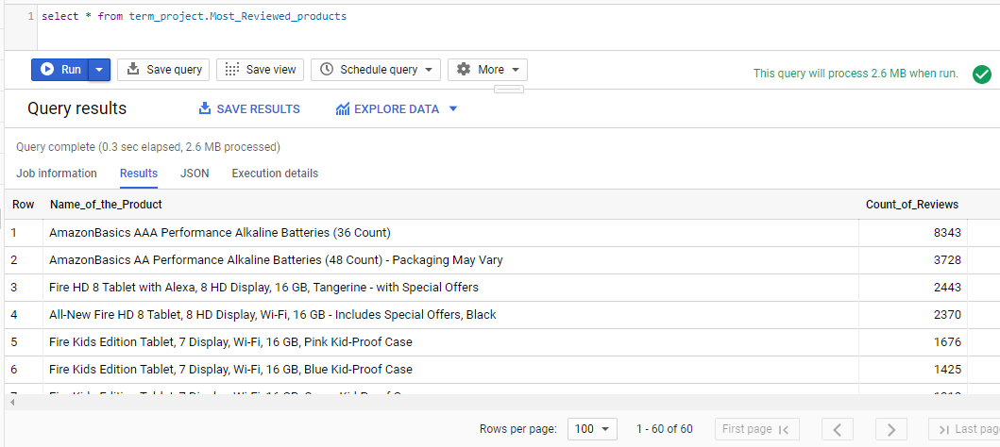 1 select * from term_project.Most_Reviewed_products
Run Save query Save view Schedule query More This query will process 2.6 MB when run.
Query results SAVE RESULTS EXPLORE DATA
Query complete (0.3 sec elapsed, 2.6 MB processed)
Job information Results JSON Execution details
Row Name_of_the_Product Count_of_Reviews
1 AmazonBasics AAA Performance Alkaline Batteries (36 Count) 8343
2 AmazonBasics AA Performance Alkaline Batteries (48 Count) - Packaging May Vary 3728
3 Fire HD 8 Tablet with Alexa, 8 HD Display, 16 GB, Tangerine - with Special Offers 2443
4 All-New Fire HD 8 Tablet, 8 HD Display, Wi-Fi, 16 GB - Includes Special Offers, Black 2370
5 Fire Kids Edition Tablet, 7 Display, Wi-Fi, 16 GB, Pink Kid-Proof Case 1676
6 Fire Kids Edition Tablet, 7 Display, Wi-Fi, 16 GB, Blue Kid-Proof Case 1425
Rows per page: 100 1 - 60 of 60 First page Last pag